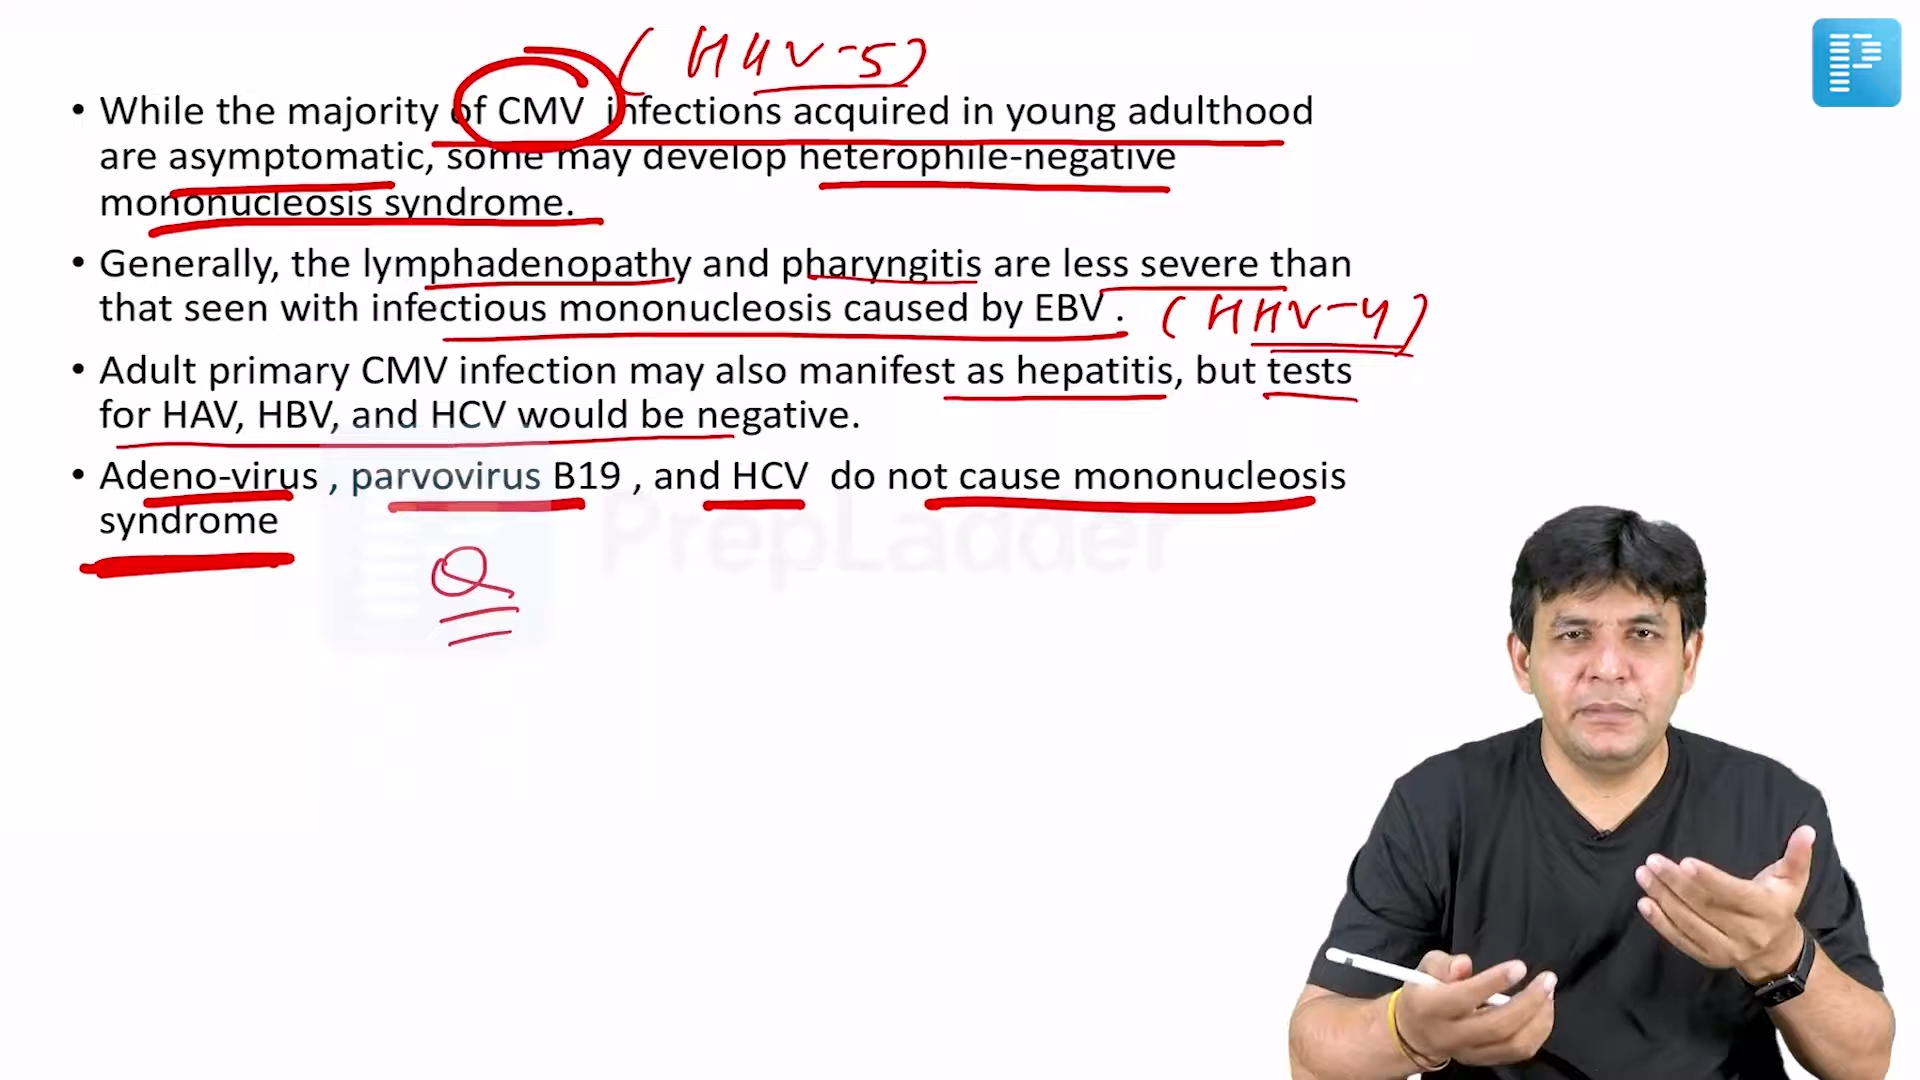 (HHV-5)
• While the majority of CMV infections acquired in young adulthood
are asymptomatic, some may develop heterophile-negative
mononucleosis syndrome.
• Generally, the lymphadenopathy and pharyngitis are less severe than
that seen with infectious mononucleosis caused by EBV . (HHV-4)
• Adult primary CMV infection may also manifest as hepatitis, but tests
for HAV, HBV, and HCV would be negative.
• Adeno-virus , parvovirus B19 , and HCV do not cause mononucleosis
syndrome
PrepLadder
Q